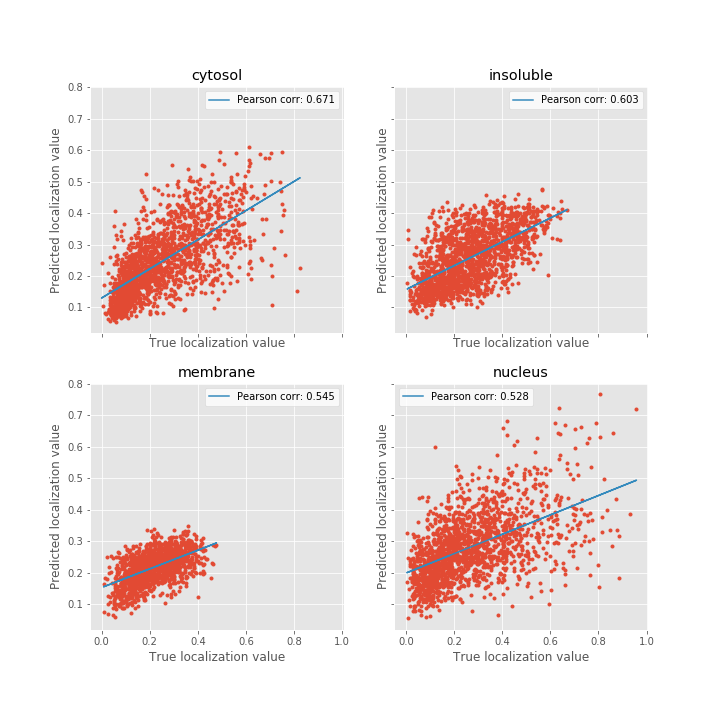 cytosol
Predicted localization value
0.8
0.7
0.6
0.5
0.4
0.3
0.2
0.1
Pearson corr: 0.671
True localization value
insoluble
Predicted localization value
Pearson corr: 0.603
True localization value
membrane
Predicted localization value
0.8
0.7
0.6
0.5
0.4
0.3
0.2
0.1
Pearson corr: 0.545
0.0 0.2 0.4 0.6 0.8 1.0
True localization value
nucleus
Predicted localization value
Pearson corr: 0.528
0.0 0.2 0.4 0.6 0.8 1.0
True localization value